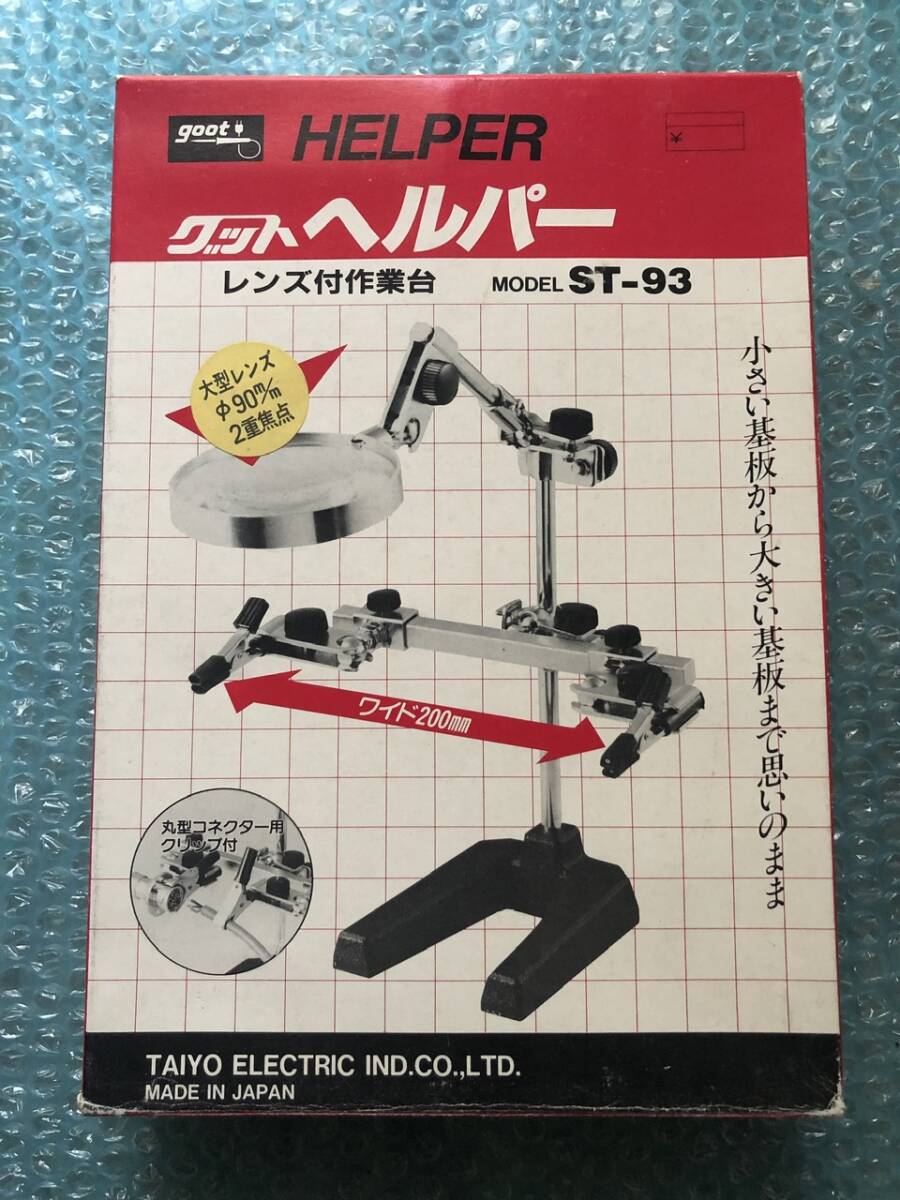 goot
HELPER
¥
グット ヘルパー
レンズ付作業台
MODEL ST-93
大型レンズ
φ90m/m
2重焦点
小さい基板から大きい基板まで思いのまま
ワイド200mm
丸型コネクター用
クリップ付
TAIYO ELECTRIC IND.CO.,LTD.
MADE IN JAPAN